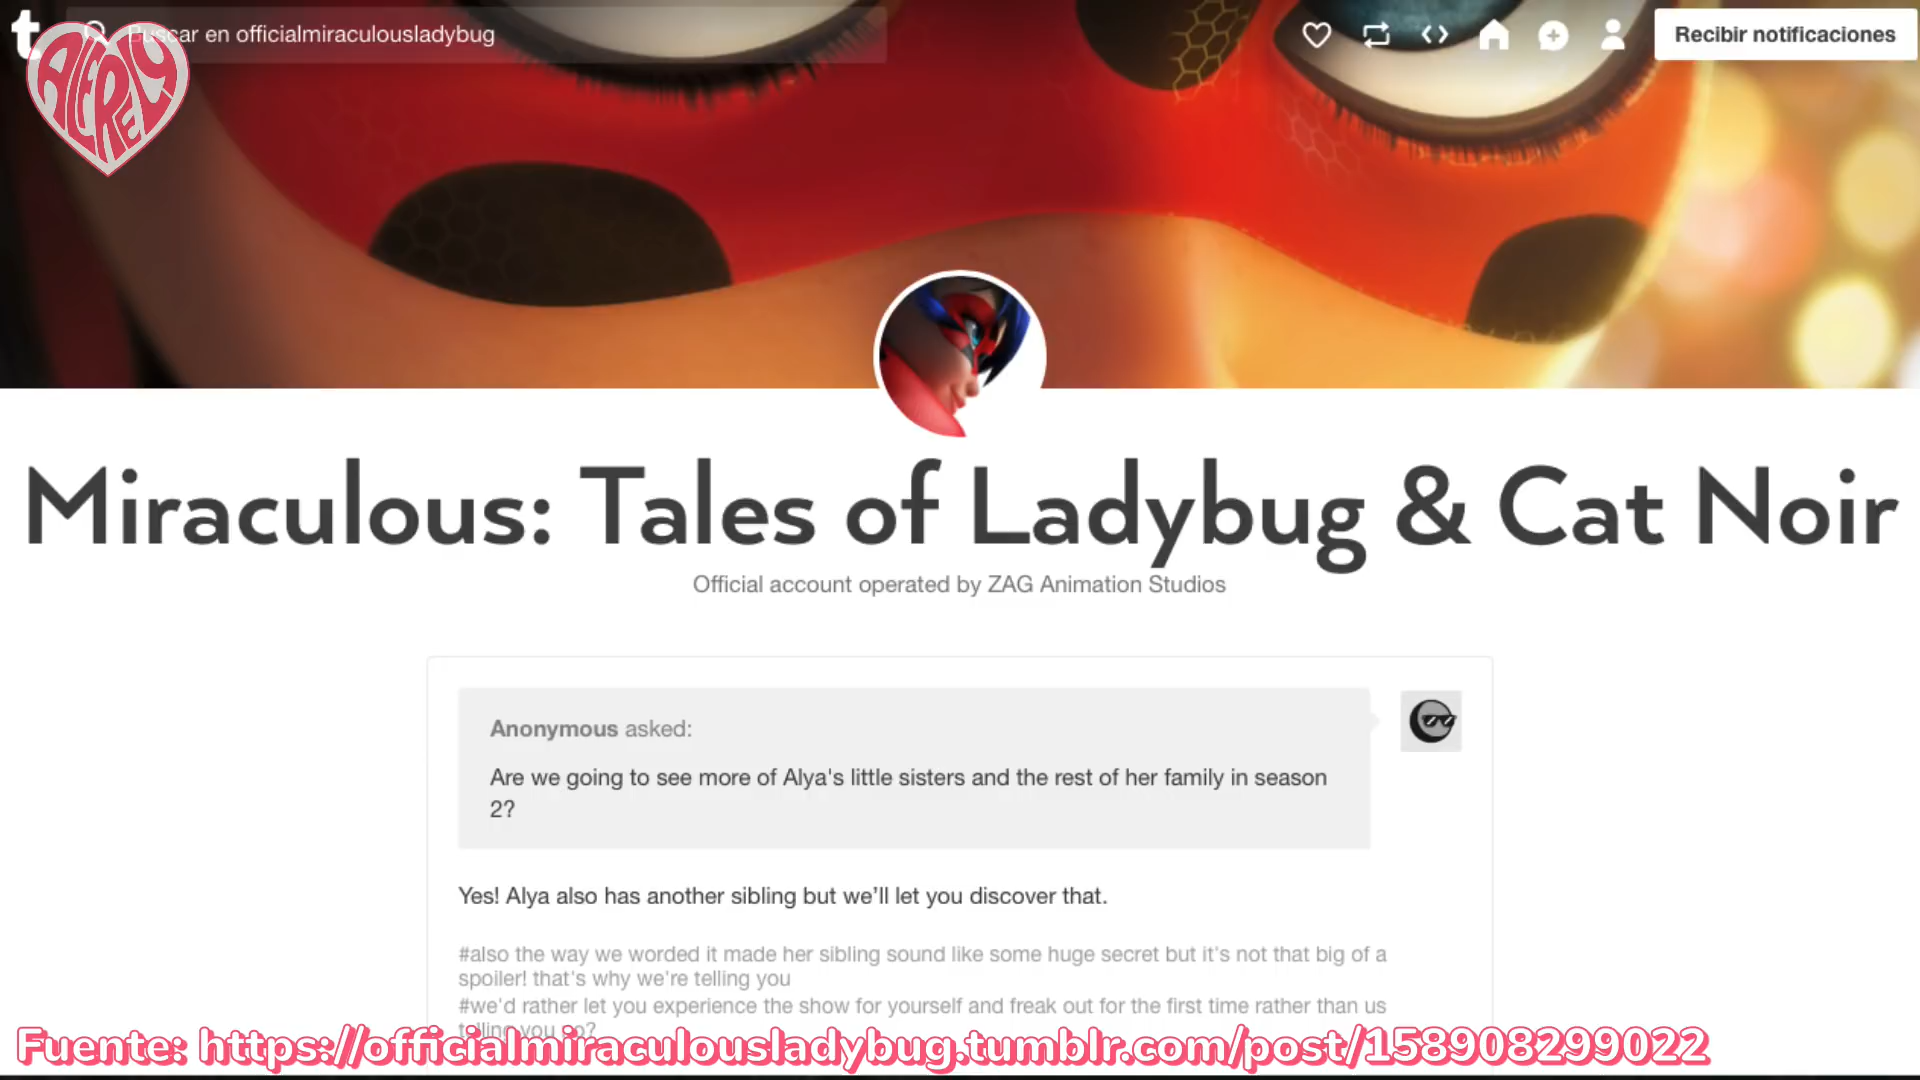 t
Buscar en officialmiraculousladybug
Recibir notificaciones
ALFRELY
Miraculous: Tales of Ladybug & Cat Noir
Official account operated by ZAG Animation Studios
Anonymous asked:
Are we going to see more of Alya's little sisters and the rest of her family in season
2?
Yes! Alya also has another sibling but we’ll let you discover that.
#also the way we worded it made her sibling sound like some huge secret but it's not that big of a
spoiler! that's why we're telling you
#we'd rather let you experience the show for yourself and freak out for the first time rather than us
telling you no?
Fuente: https://officialmiraculousladybug.tumblr.com/post/158908299022